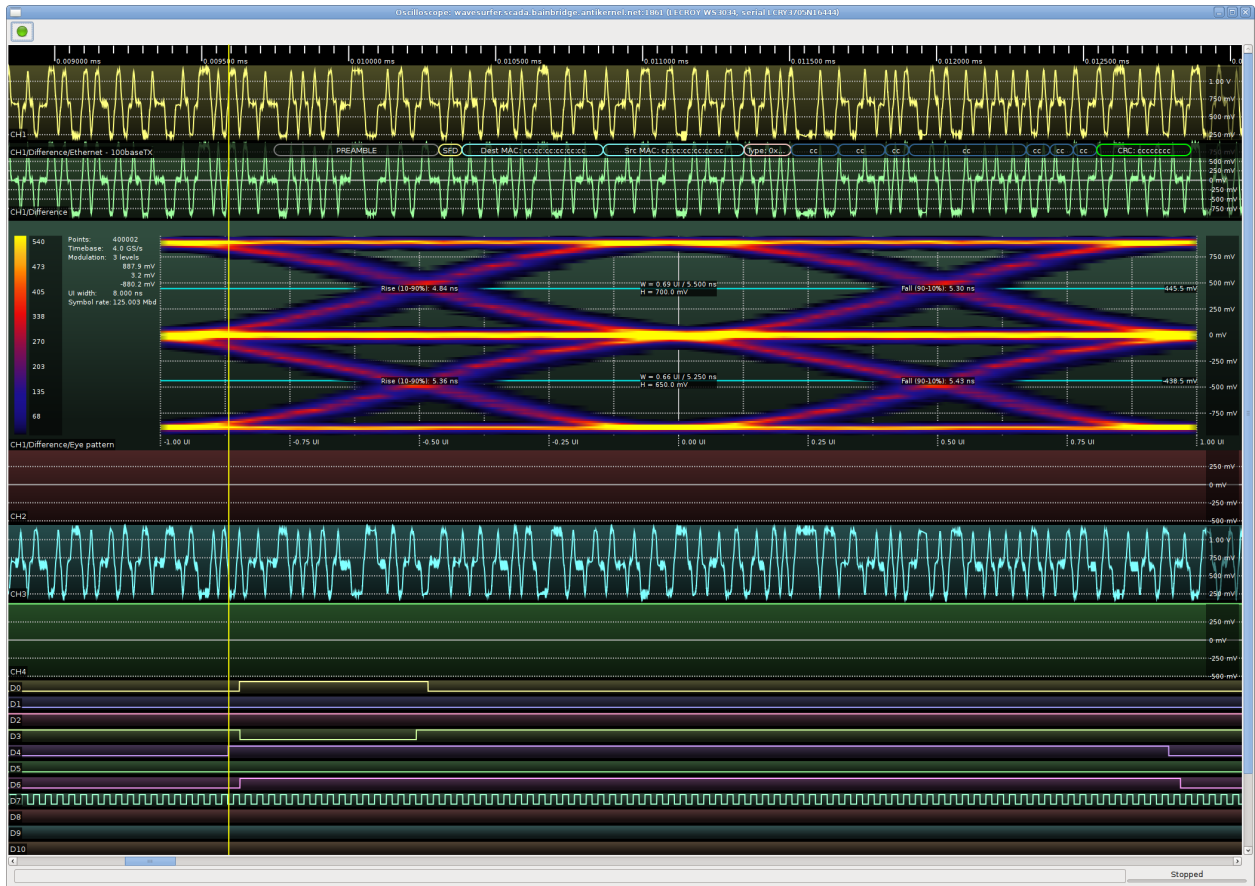 Oscilloscope: wavesurfer.scada.bainbridge.antikernel.net:1861 (LECROY WS3034, serial LCRY3705N16444)
0.009000 ms 0.009500 ms 0.010000 ms 0.010500 ms 0.011000 ms 0.011500 ms 0.012000 ms 0.012500 ms
1.00 V
750 mV
500 mV
250 mV
CH1
CH1/Difference/Ethernet - 100baseTX
PREAMBLE SFD Dest MAC: cc:cc:cc:cc:cc:cc Src MAC: cc:cc:cc:cc:cc:cc Type: 0x... cc cc cc cc cc cc cc CRC: cccccccc
500 mV
250 mV
0 mV
-250 mV
-500 mV
-750 mV
CH1/Difference
540
473
405
338
270
203
135
68
Points: 400002
Timebase: 4.0 GS/s
Modulation: 3 levels
887.9 mV
3.2 mV
-880.2 mV
UI width: 8.000 ns
Symbol rate: 125.003 Mbd
750 mV
Rise (10-90%): 4.84 ns
W = 0.69 UI / 5.500 ns
H = 700.0 mV
Fall (90-10%): 5.30 ns
445.5 mV
500 mV
250 mV
0 mV
-250 mV
Rise (10-90%): 5.36 ns
W = 0.66 UI / 5.250 ns
H = 650.0 mV
Fall (90-10%): 5.43 ns
-438.5 mV
-500 mV
-750 mV
CH1/Difference/Eye pattern
-1.00 UI -0.75 UI -0.50 UI -0.25 UI 0.00 UI 0.25 UI 0.50 UI 0.75 UI 1.00 UI
250 mV
0 mV
-250 mV
-500 mV
CH2
1.00 V
750 mV
500 mV
250 mV
CH3
250 mV
0 mV
-250 mV
-500 mV
CH4
D0
D1
D2
D3
D4
D5
D6
D7
D8
D9
D10
Stopped